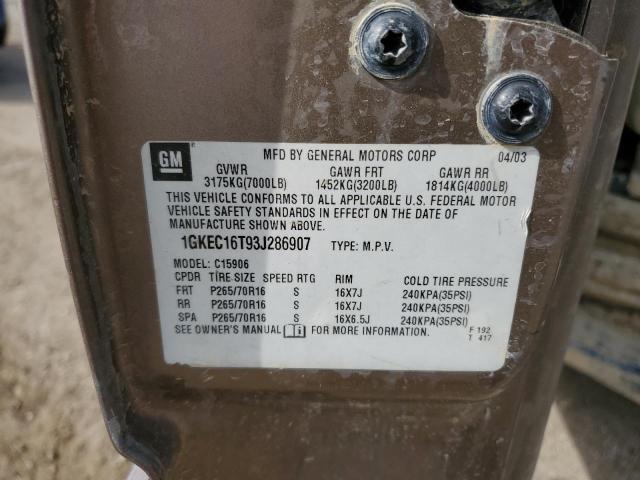 GM
MFD BY GENERAL MOTORS CORP 04/03
GVWR GAWR FRT GAWR RR
3175KG(7000LB) 1452KG(3200LB) 1814KG(4000LB)
THIS VEHICLE CONFORMS TO ALL APPLICABLE U.S. FEDERAL MOTOR
VEHICLE SAFETY STANDARDS IN EFFECT ON THE DATE OF
MANUFACTURE SHOWN ABOVE.
1GKEC16T93J286907 TYPE: M.P.V.
MODEL: C15906
CPDR TIRE SIZE SPEED RTG RIM COLD TIRE PRESSURE
FRT P265/70R16 S 16X7J 240KPA(35PSI)
RR P265/70R16 S 16X7J 240KPA(35PSI)
SPA P265/70R16 S 16X6.5J 240KPA(35PSI)
SEE OWNER'S MANUAL FOR MORE INFORMATION.
F 192
T 417